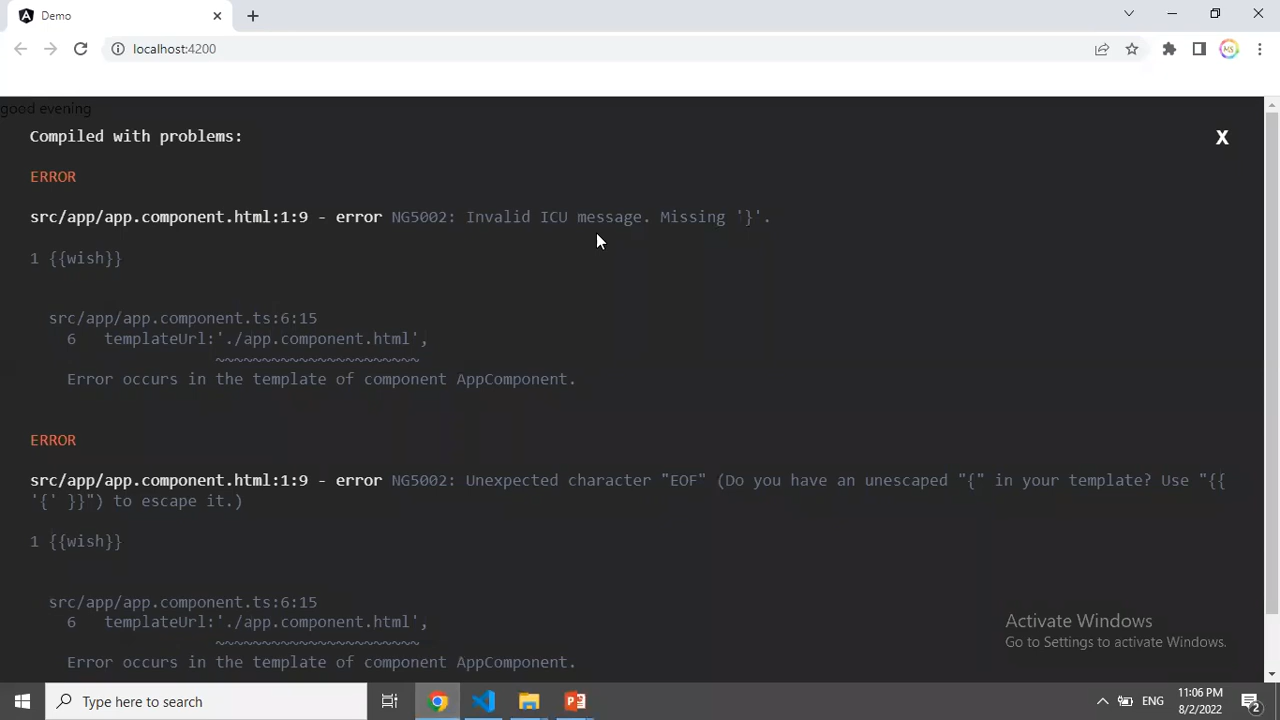 Demo
localhost:4200
good evening
Compiled with problems:
X
ERROR
src/app/app.component.html:1:9 - error NG5002: Invalid ICU message. Missing '}'.
1 {{wish}}
src/app/app.component.ts:6:15
6 templateUrl:'./app.component.html',
~~~~~~~~~~~~~~~~~~~~~~
Error occurs in the template of component AppComponent.
ERROR
src/app/app.component.html:1:9 - error NG5002: Unexpected character "EOF" (Do you have an unescaped "{" in your template? Use "{{
'{' }}") to escape it.)
1 {{wish}}
src/app/app.component.ts:6:15
6 templateUrl:'./app.component.html',
~~~~~~~~~~~~~~~~~~~~~~
Error occurs in the template of component AppComponent.
Activate Windows
Go to Settings to activate Windows.
Type here to search
ENG
11:06 PM
8/2/2022
2